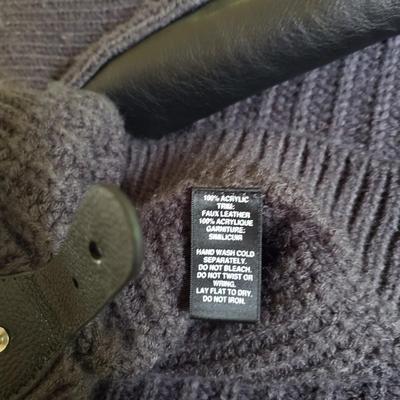 100% ACRYLIC
TRIM:
FAUX LEATHER
100% ACRYLIQUE
GARNITURE:
SIMILICUIR
HAND WASH COLD
SEPARATELY.
DO NOT BLEACH.
DO NOT TWIST OR
WRING.
LAY FLAT TO DRY.
DO NOT IRON.